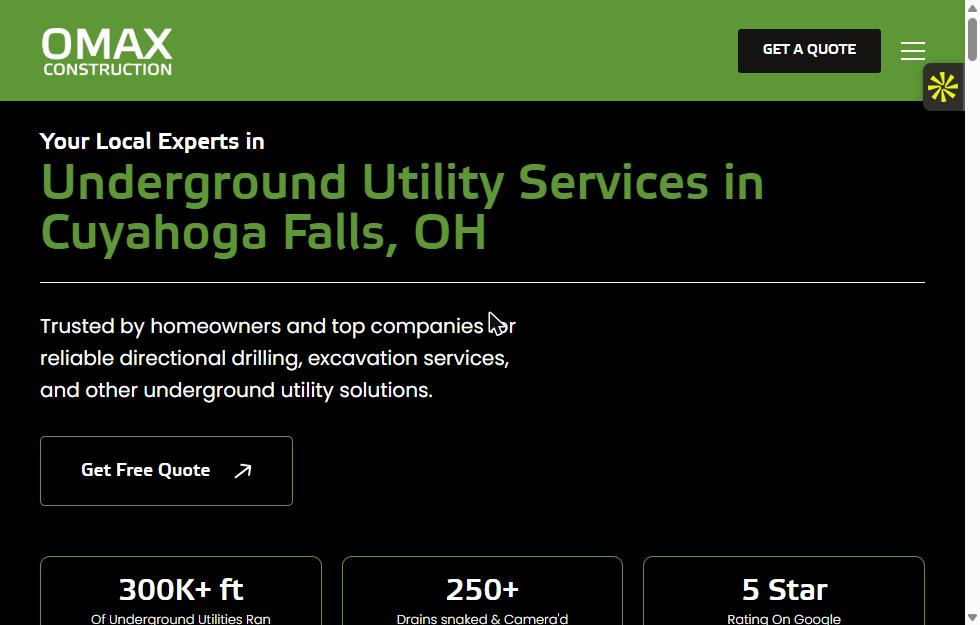 OMAX
CONSTRUCTION
GET A QUOTE
Your Local Experts in
Underground Utility Services in
Cuyahoga Falls, OH
Trusted by homeowners and top companies for
reliable directional drilling, excavation services,
and other underground utility solutions.
Get Free Quote
300K+ ft
Of Underground Utilities Ran
250+
Drains snaked & Camera'd
5 Star
Rating On Google